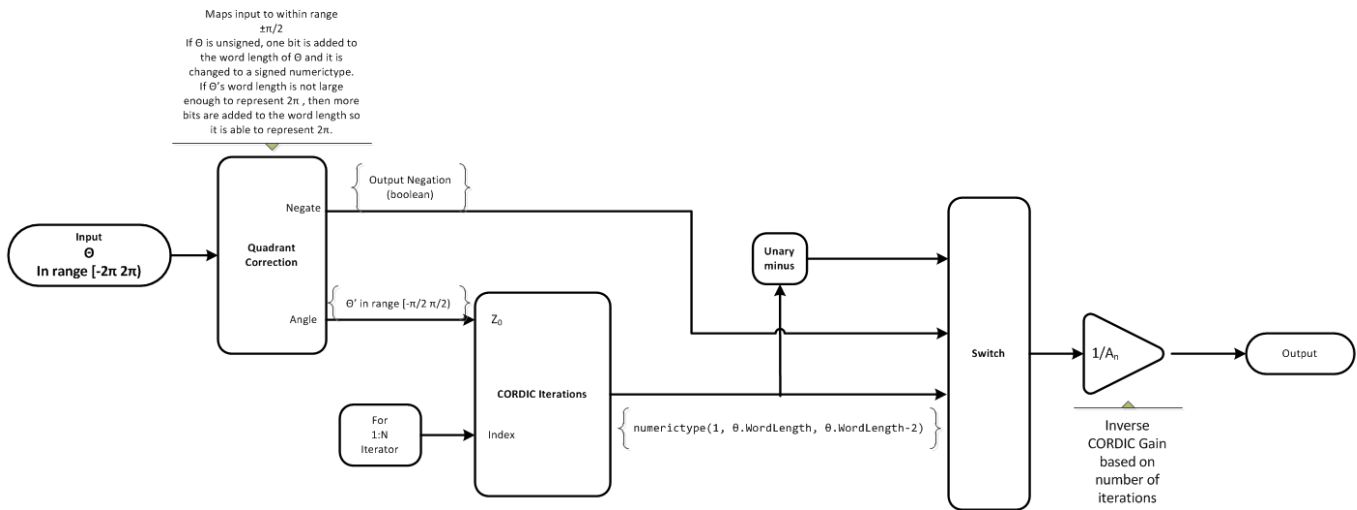 Maps input to within range
±π/2
If Θ is unsigned, one bit is added to
the word length of Θ and it is
changed to a signed numerictype.
If Θ's word length is not large
enough to represent 2π , then more
bits are added to the word length so
it is able to represent 2π.
Input
Θ
In range [-2π 2π)
Quadrant
Correction
Negate
Angle
Output Negation
(boolean)
Θ' in range [-π/2 π/2)
Z₀
CORDIC Iterations
Index
For
1:N
Iterator
Unary
minus
numerictype(1, θ.WordLength, θ.WordLength-2)
Switch
1/Aₙ
Inverse
CORDIC Gain
based on
number of
iterations
Output